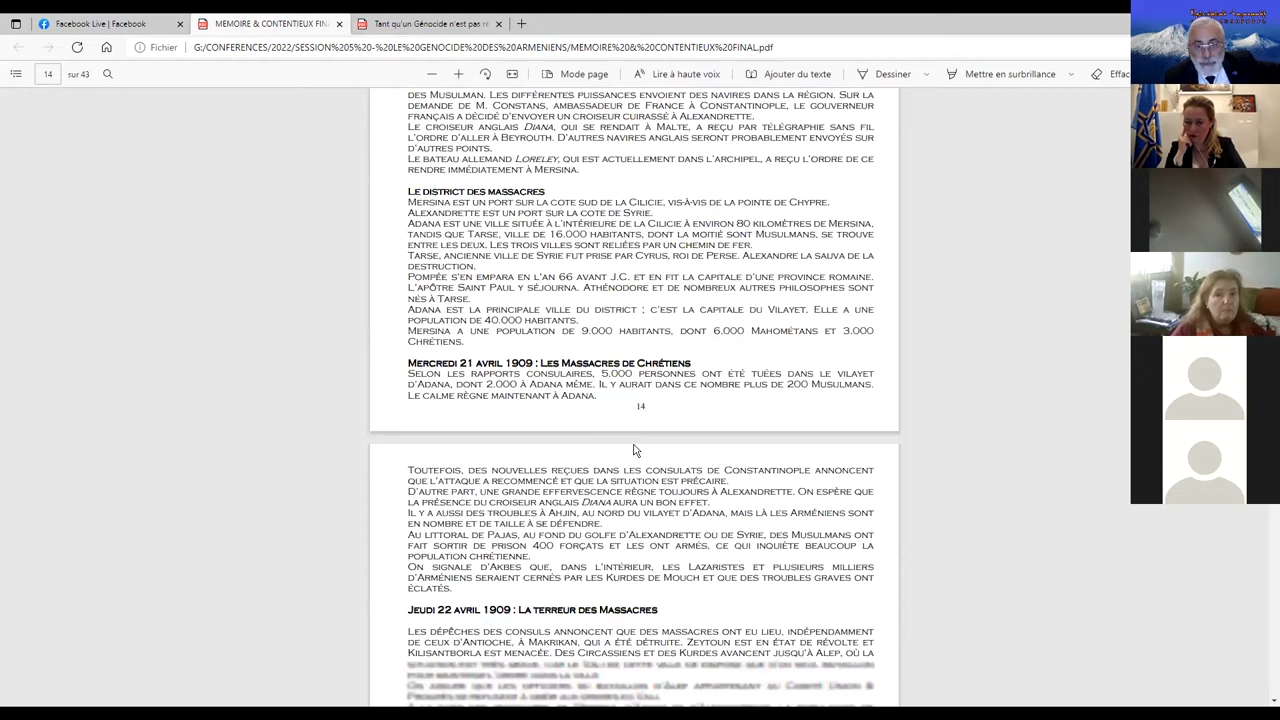 Facebook Live | Facebook
MEMOIRE & CONTENTIEUX FIN
Tant qu'un Génocide n'est pas re
Fichier
G:/CONFERENCES/2022/SESSION%205%20-%20LE%20GENOCIDE%20DES%20ARMENIENS/MEMOIRE%20&%20CONTENTIEUX%20FINAL.pdf
14 sur 43
Mode page
Lire à haute voix
Ajouter du texte
Dessiner
Mettre en surbrillance
Effac
DES MUSULMAN. LES DIFFÉRENTES PUISSANCES ENVOIENT DES NAVIRES DANS LA RÉGION. SUR LA
DEMANDE DE M. CONSTANS, AMBASSADEUR DE FRANCE À CONSTANTINOPLE, LE GOUVERNEUR
FRANÇAIS A DÉCIDÉ D'ENVOYER UN CROISEUR CUIRASSÉ À ALEXANDRETTE.
LE CROISEUR ANGLAIS DIANA, QUI SE RENDAIT À MALTE, A REÇU PAR TÉLÉGRAPHIE SANS FIL
L'ORDRE D'ALLER À BEYROUTH. D'AUTRES NAVIRES ANGLAIS SERONT PROBABLEMENT ENVOYÉS SUR
D'AUTRES POINTS.
LE BATEAU ALLEMAND LORELEY, QUI EST ACTUELLEMENT DANS L'ARCHIPEL, A REÇU L'ORDRE DE CE
RENDRE IMMÉDIATEMENT À MERSINA.
LE DISTRICT DES MASSACRES
MERSINA EST UN PORT SUR LA COTE SUD DE LA CILICIE, VIS-À-VIS DE LA POINTE DE CHYPRE.
ALEXANDRETTE EST UN PORT SUR LA COTE DE SYRIE.
ADANA EST UNE VILLE SITUÉE À L'INTÉRIEURE DE LA CILICIE À ENVIRON 80 KILOMÈTRES DE MERSINA,
TANDIS QUE TARSE, VILLE DE 16.000 HABITANTS, DONT LA MOITIÉ SONT MUSULMANS, SE TROUVE
ENTRE LES DEUX. LES TROIS VILLES SONT RELIÉES PAR UN CHEMIN DE FER.
TARSE, ANCIENNE VILLE DE SYRIE FUT PRISE PAR CYRUS, ROI DE PERSE. ALEXANDRE LA SAUVA DE LA
DESTRUCTION.
POMPÉE S'EN EMPARA EN L'AN 66 AVANT J.C. ET EN FIT LA CAPITALE D'UNE PROVINCE ROMAINE.
L'APÔTRE SAINT PAUL Y SÉJOURNA. ATHÉNODORE ET DE NOMBREUX AUTRES PHILOSOPHES SONT
NÉS À TARSE.
ADANA EST LA PRINCIPALE VILLE DU DISTRICT ; C'EST LA CAPITALE DU VILAYET. ELLE A UNE
POPULATION DE 40.000 HABITANTS.
MERSINA A UNE POPULATION DE 9.000 HABITANTS, DONT 6.000 MAHOMÉTANS ET 3.000
CHRÉTIENS.
MERCREDI 21 AVRIL 1909 : LES MASSACRES DE CHRÉTIENS
SELON LES RAPPORTS CONSULAIRES, 5.000 PERSONNES ONT ÉTÉ TUÉES DANS LE VILAYET
D'ADANA, DONT 2.000 À ADANA MÊME. IL Y AURAIT DANS CE NOMBRE PLUS DE 200 MUSULMANS.
LE CALME RÈGNE MAINTENANT À ADANA.
14
TOUTEFOIS, DES NOUVELLES REÇUES DANS LES CONSULATS DE CONSTANTINOPLE ANNONCENT
QUE L'ATTAQUE A RECOMMENCÉ ET QUE LA SITUATION EST PRÉCAIRE.
D'AUTRE PART, UNE GRANDE EFFERVESCENCE RÈGNE TOUJOURS À ALEXANDRETTE. ON ESPÈRE QUE
LA PRÉSENCE DU CROISEUR ANGLAIS DIANA AURA UN BON EFFET.
IL Y A AUSSI DES TROUBLES À AHJIN, AU NORD DU VILAYET D'ADANA, MAIS LÀ LES ARMÉNIENS SONT
EN NOMBRE ET DE TAILLE À SE DÉFENDRE.
AU LITTORAL DE PAJAS, AU FOND DU GOLFE D'ALEXANDRETTE OU DE SYRIE, DES MUSULMANS ONT
FAIT SORTIR DE PRISON 400 FORÇATS ET LES ONT ARMÉS, CE QUI INQUIÈTE BEAUCOUP LA
POPULATION CHRÉTIENNE.
ON SIGNALE D'AKBES QUE, DANS L'INTÉRIEUR, LES LAZARISTES ET PLUSIEURS MILLIERS
D'ARMÉNIENS SERAIENT CERNÉS PAR LES KURDES DE MOUCH ET QUE DES TROUBLES GRAVES ONT
ÉCLATÉS.
JEUDI 22 AVRIL 1909 : LA TERREUR DES MASSACRES
LES DÉPÊCHES DES CONSULS ANNONCENT QUE DES MASSACRES ONT EU LIEU, INDÉPENDAMMENT
DE CEUX D'ANTIOCHE, À MAKRIKAN, QUI A ÉTÉ DÉTRUITE. ZEYTOUN EST EN ÉTAT DE RÉVOLTE ET
KILISANTBORLA EST MENACÉE. DES CIRCASSIENS ET DES KURDES AVANCENT JUSQU'À ALEP, OÙ LA